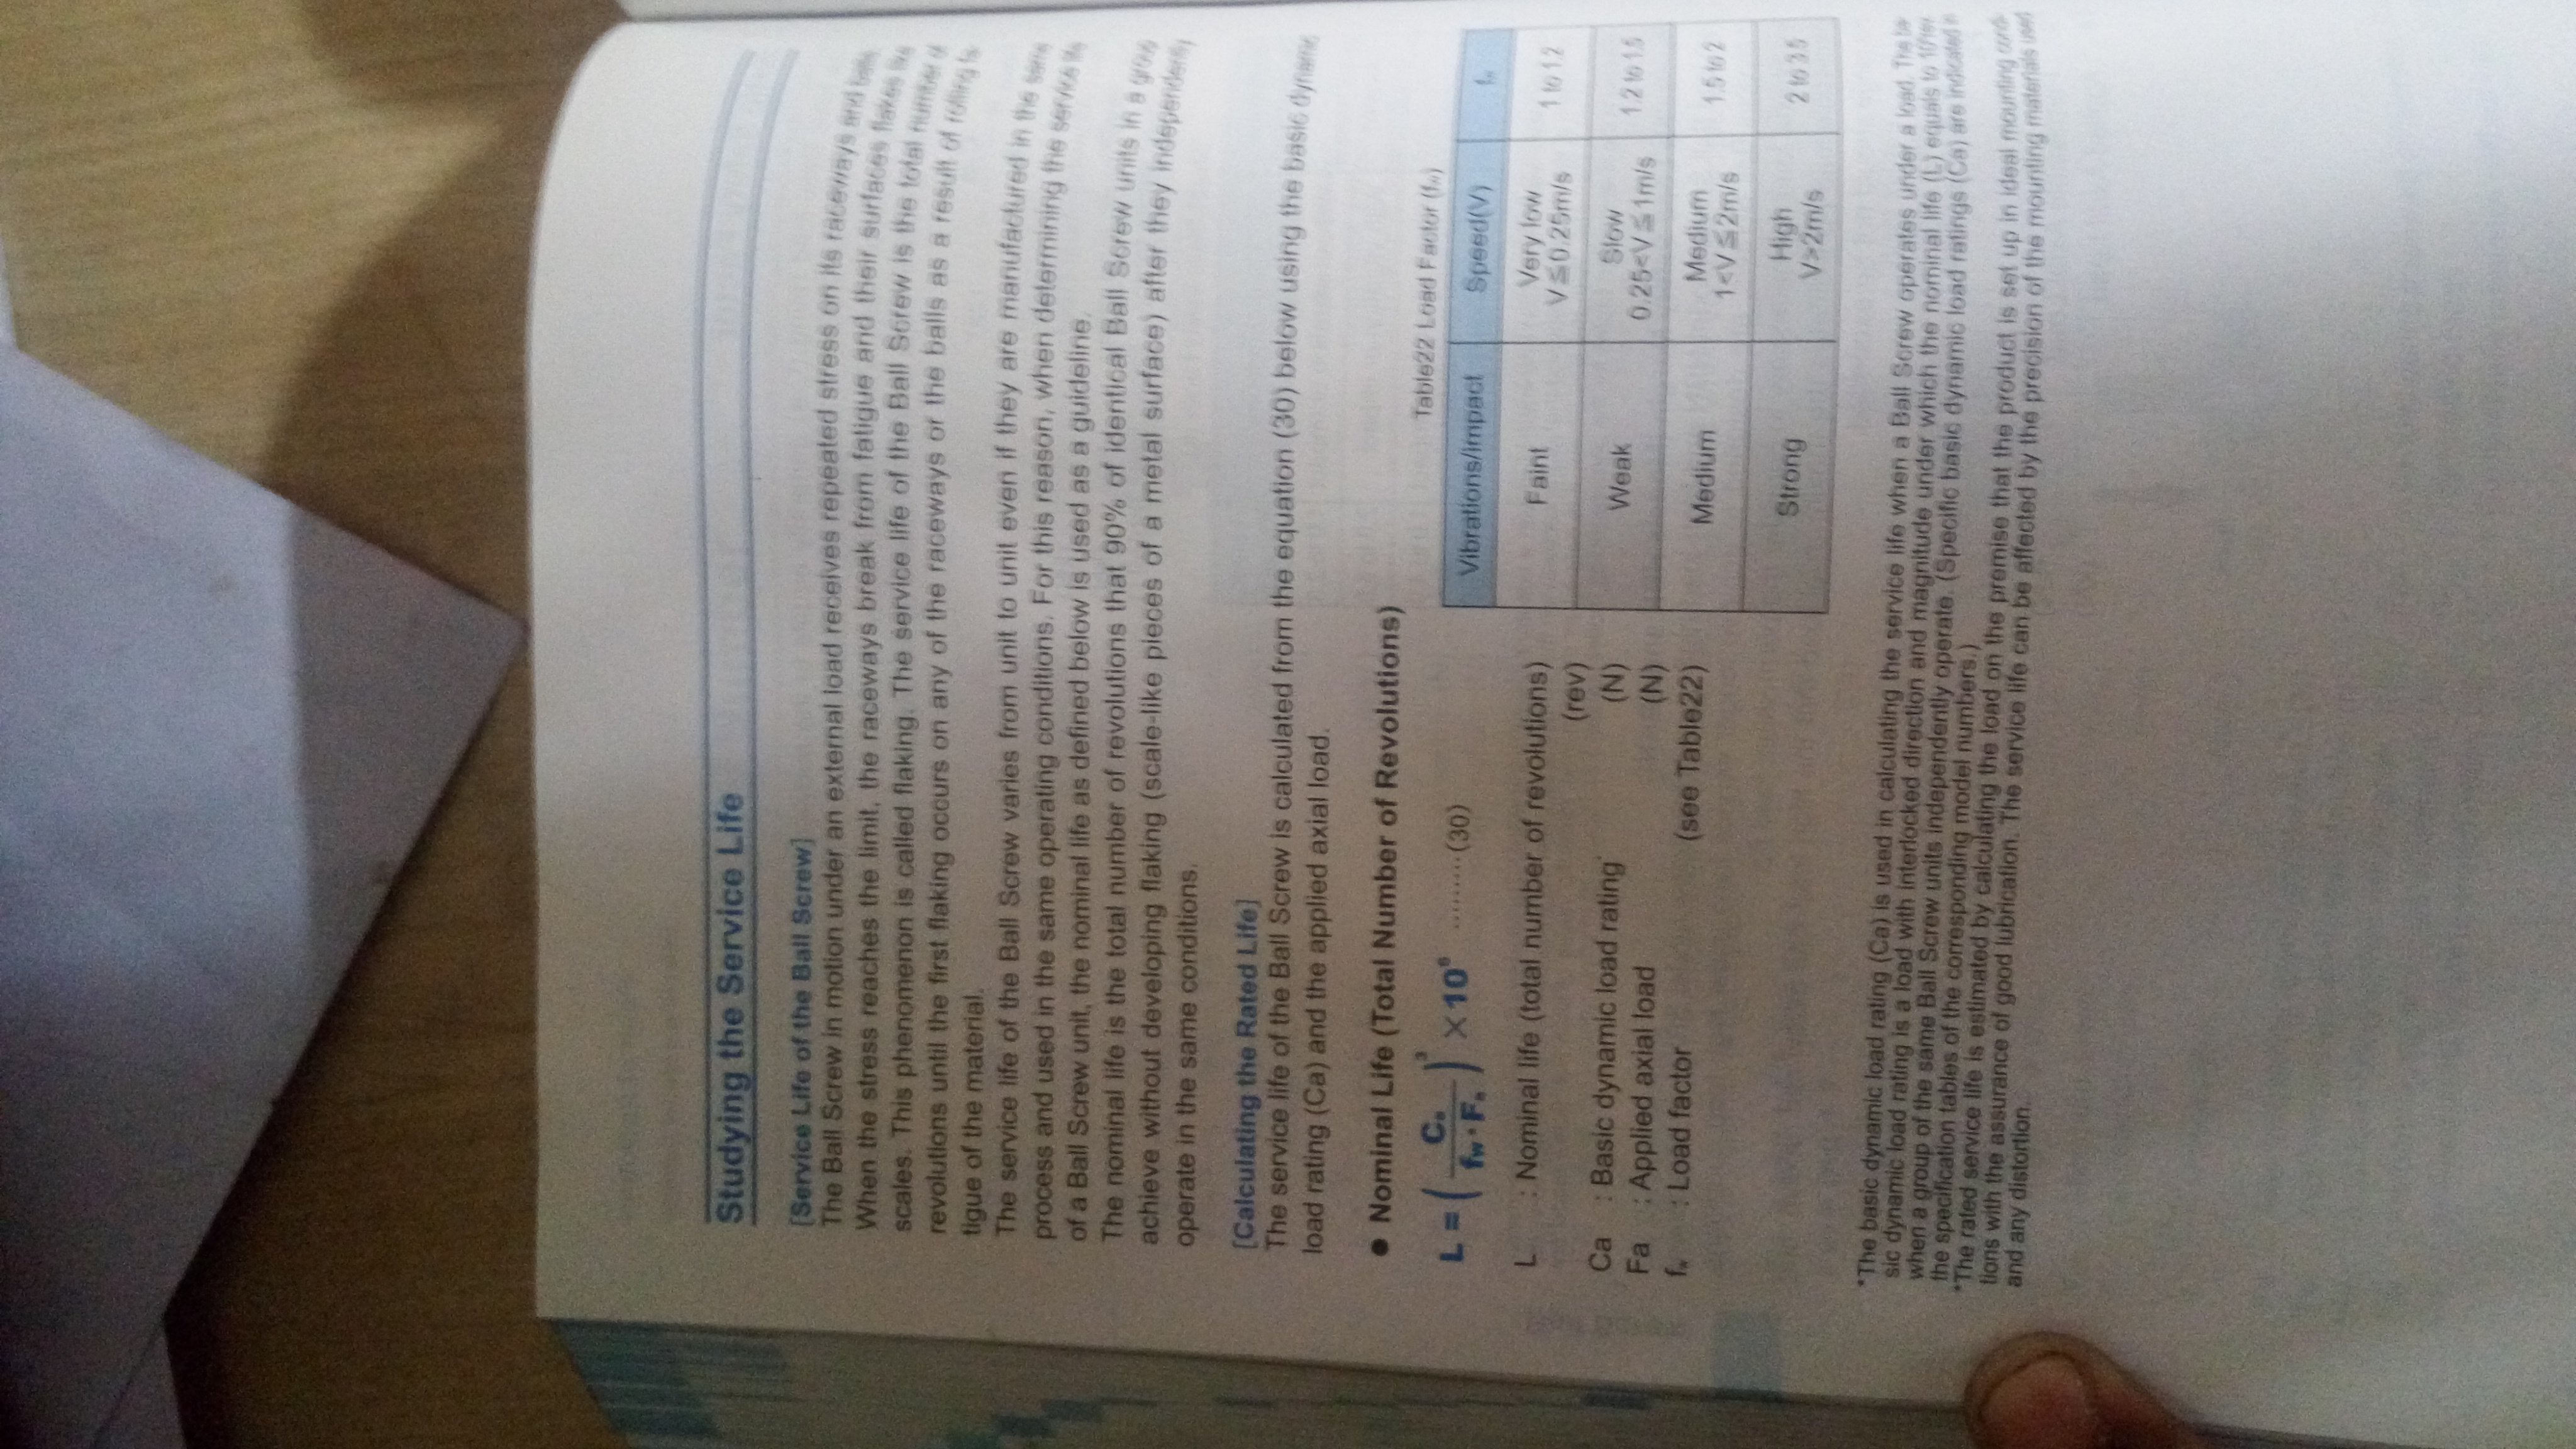 Studying the Service Life
[Service Life of the Ball Screw]
The Ball Screw in motion under an external load receives repeated stress on its raceways and balls.
When the stress reaches the limit, the raceways break from fatigue and their surfaces flakes like
scales. This phenomenon is called flaking. The service life of the Ball Screw is the total number of
revolutions until the first flaking occurs on any of the raceways or the balls as a result of rolling fa-
tigue of the material.
The service life of the Ball Screw varies from unit to unit even if they are manufactured in the same
process and used in the same operating conditions. For this reason, when determining the service life
of a Ball Screw unit, the nominal life as defined below is used as a guideline.
The nominal life is the total number of revolutions that 90% of identical Ball Screw units in a group
achieve without developing flaking (scale-like pieces of a metal surface) after they independently
operate in the same conditions.
[Calculating the Rated Life]
The service life of the Ball Screw is calculated from the equation (30) below using the basic dynamic
load rating (Ca) and the applied axial load.
● Nominal Life (Total Number of Revolutions)
L = ( Ca / fw · Fa )³ × 10⁶ ………(30)
L : Nominal life (total number of revolutions)
(rev)
Ca : Basic dynamic load rating* (N)
Fa : Applied axial load (N)
fw : Load factor (see Table22)
Table22 Load Factor (fw)
Vibrations/impact Speed(V) fw
Faint Very low V≦0.25m/s 1 to 1.2
Weak Slow 0.25<V≦1m/s 1.2 to 1.5
Medium Medium 1<V≦2m/s 1.5 to 2
Strong High V>2m/s 2 to 3.5
*The basic dynamic load rating (Ca) is used in calculating the service life when a Ball Screw operates under a load. The ba-
sic dynamic load rating is a load with interlocked direction and magnitude under which the nominal life (L) equals to 10⁶rev.
when a group of the same Ball Screw units independently operate. (Specific basic dynamic load ratings (Ca) are indicated in
the specification tables of the corresponding model numbers.)
*The rated service life is estimated by calculating the load on the premise that the product is set up in ideal mounting condi-
tions with the assurance of good lubrication. The service life can be affected by the precision of the mounting materials used
and any distortion.